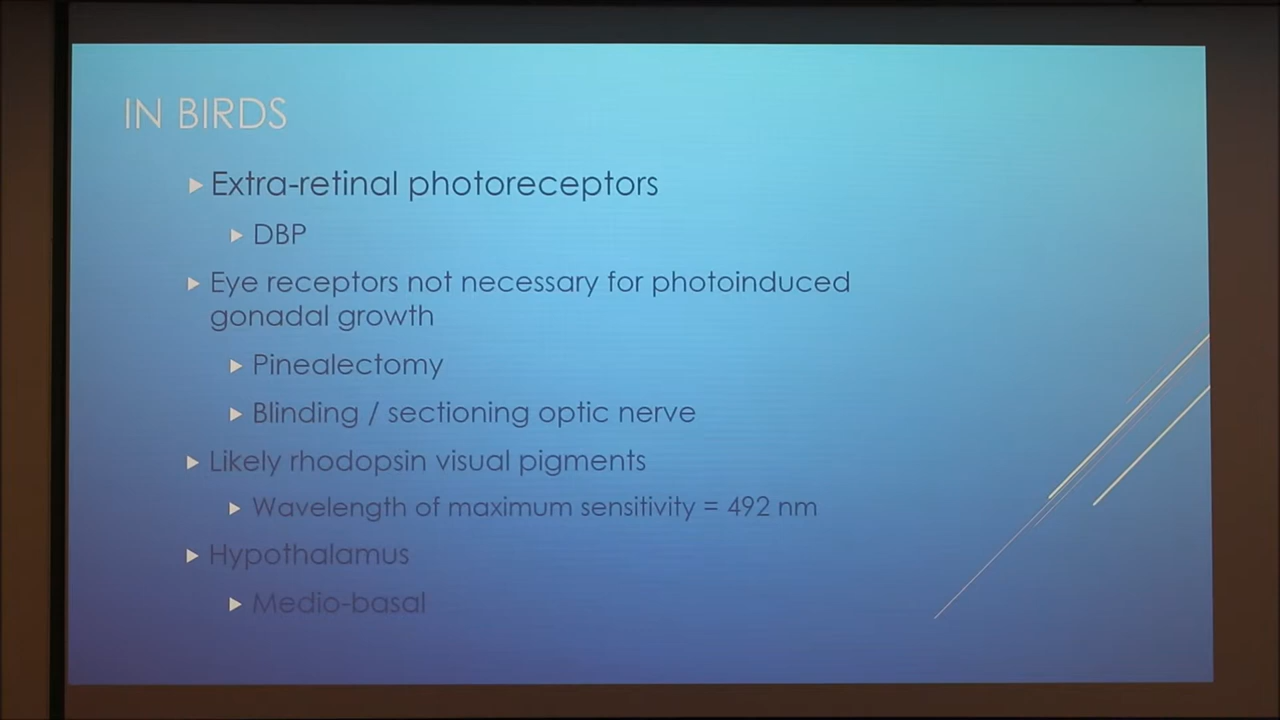 IN BIRDS
Extra-retinal photoreceptors
DBP
Eye receptors not necessary for photoinduced
gonadal growth
Pinealectomy
Blinding / sectioning optic nerve
Likely rhodopsin visual pigments
Wavelength of maximum sensitivity = 492 nm
Hypothalamus
Medio-basal